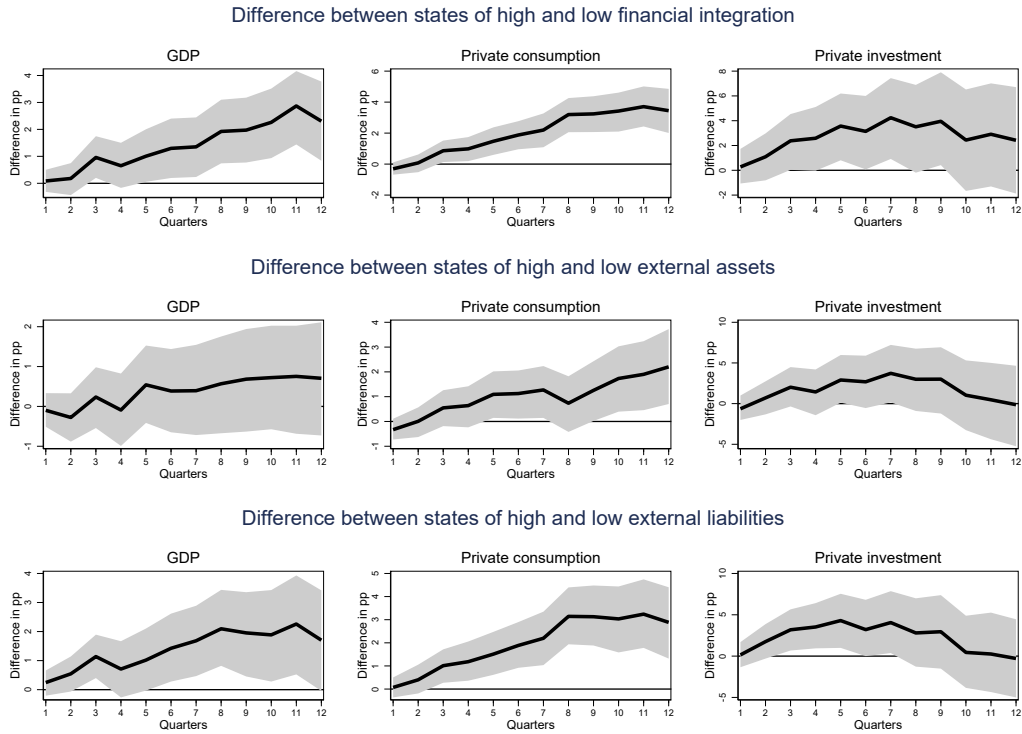 Difference between states of high and low financial integration
GDP
Private consumption
Private investment
Difference in pp
0 1 2 3 4
1 2 3 4 5 6 7 8 9 10 11 12
Quarters
Difference in pp
-2 0 2 4 6
1 2 3 4 5 6 7 8 9 10 11 12
Quarters
Difference in pp
-2 0 2 4 6 8
1 2 3 4 5 6 7 8 9 10 11 12
Quarters
Difference between states of high and low external assets
GDP
Private consumption
Private investment
Difference in pp
-1 0 1 2
1 2 3 4 5 6 7 8 9 10 11 12
Quarters
Difference in pp
-1 0 1 2 3 4
1 2 3 4 5 6 7 8 9 10 11 12
Quarters
Difference in pp
-5 0 5 10
1 2 3 4 5 6 7 8 9 10 11 12
Quarters
Difference between states of high and low external liabilities
GDP
Private consumption
Private investment
Difference in pp
0 1 2 3 4
1 2 3 4 5 6 7 8 9 10 11 12
Quarters
Difference in pp
0 1 2 3 4 5
1 2 3 4 5 6 7 8 9 10 11 12
Quarters
Difference in pp
-5 0 5 10
1 2 3 4 5 6 7 8 9 10 11 12
Quarters